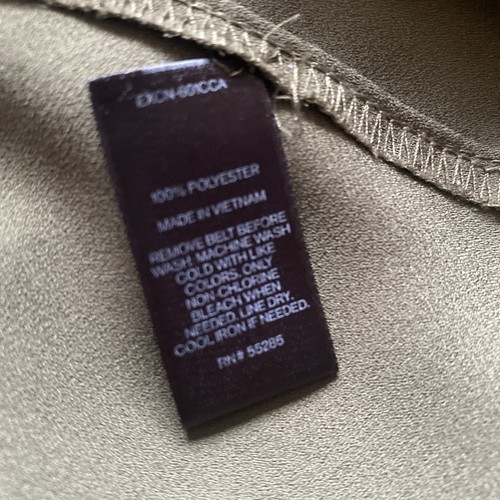 EXCN-601CCA
100% POLYESTER
MADE IN VIETNAM
REMOVE BELT BEFORE
WASH. MACHINE WASH
COLD WITH LIKE
COLORS. ONLY
NON-CHLORINE
BLEACH WHEN
NEEDED. LINE DRY.
COOL IRON IF NEEDED.
RN# 55285